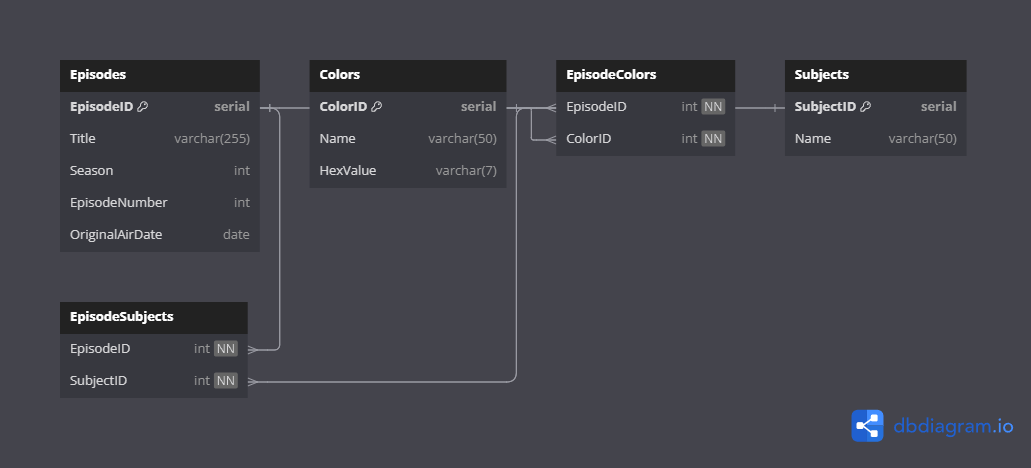 Episodes
EpisodeID serial
Title varchar(255)
Season int
EpisodeNumber int
OriginalAirDate date
Colors
ColorID serial
Name varchar(50)
HexValue varchar(7)
EpisodeColors
EpisodeID int NN
ColorID int NN
Subjects
SubjectID serial
Name varchar(50)
EpisodeSubjects
EpisodeID int NN
SubjectID int NN
dbdiagram.io